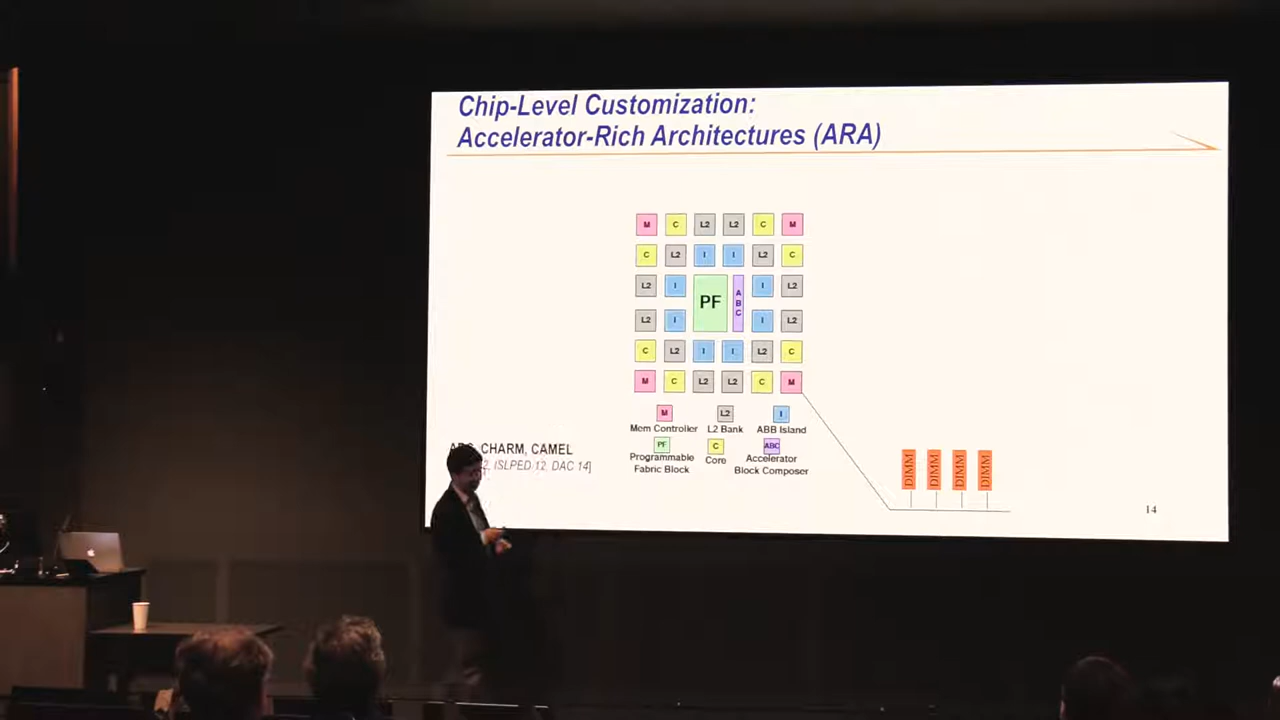 Chip-Level Customization:
Accelerator-Rich Architectures (ARA)
M C L2 L2 C M
C L2 I I L2 C
L2 I I L2
PF ABC
L2 I I L2
C L2 I I L2 C
M C L2 L2 C M
M L2 I
Mem Controller L2 Bank ABB Island
PF C ABC
Programmable Fabric Block Core Accelerator Block Composer
CHARM, CAMEL
ISLPED 12, DAC 14]
DIMM DIMM DIMM DIMM
14